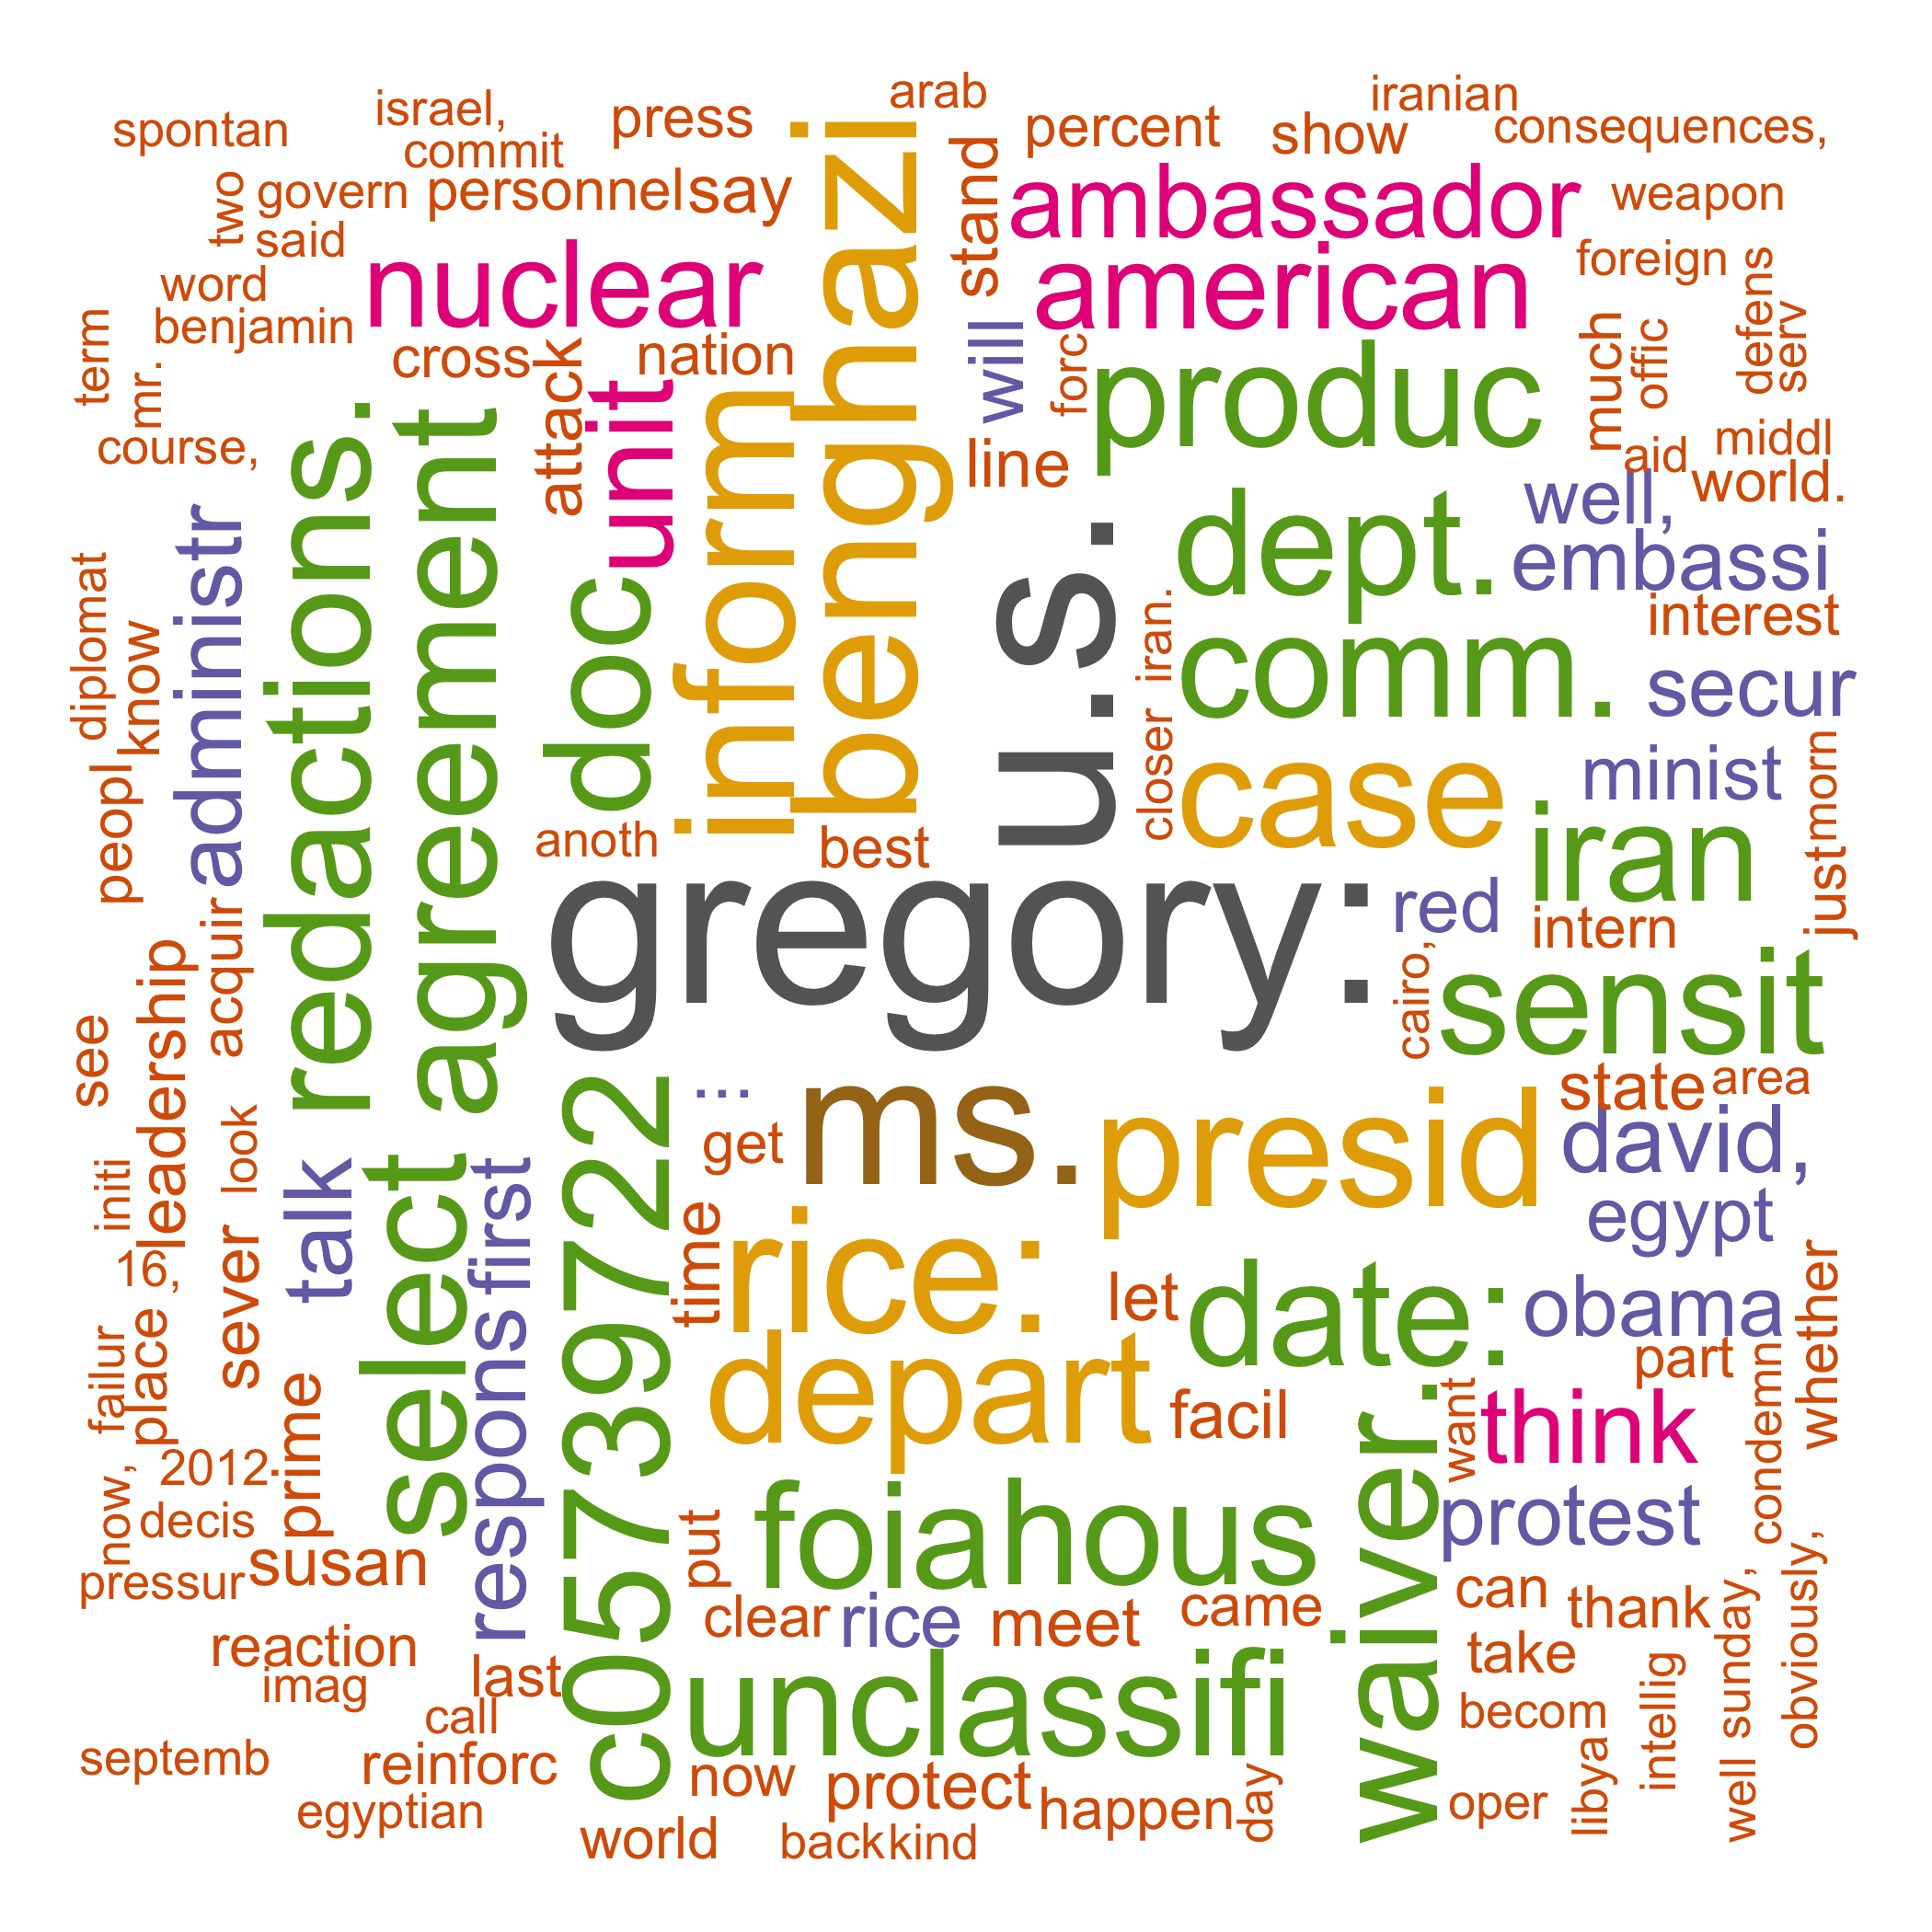 arab
iranian
israel,
press
percent
show
consequences,
spontan
commit
stand
two
govern
personnel
say
ambassador
weapon
said
nuclear
benghazi
american
foreign
word
benjamin
cross
nation
will
forc
produc
much
offic
defens
serv
term
mr.
course,
attack
unit
inform
line
aid
middl
world.
redactions.
agreement
administr
doc
u.s.
dept.
well,
embassi
interest
diplomat
know
iran.
closer
comm.
secur
peopl
anoth
best
case
minist
iran
just
morn
gregory:
red
intern
acquir
leadership
cairo,
sensit
see
look
c05739722
...
get
ms.
presid
state
area
david,
egypt
initi
16,
sever
talk
select
first
respons
time
rice:
let
date:
obama
whether
failur
place
prime
depart
facil
part
want
think
condemn
now,
2012.
decis
put
foia
hous
waiver.
protest
pressur
susan
clear
rice
meet
came
can
thank
obviously,
reaction
imag
last
unclassifi
take
sunday,
call
becom
intellig
septemb
reinforc
now
protect
happen
day
oper
libya
well
egyptian
world
back
kind